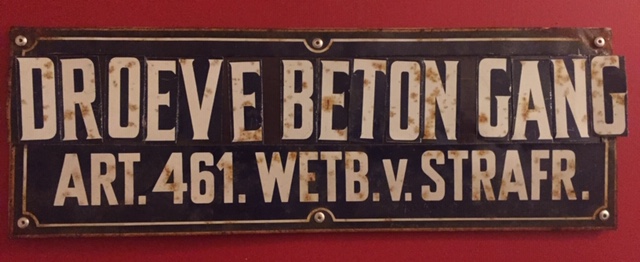 DROEVE BETON GANG
ART. 461. WETB. v. STRAFR.